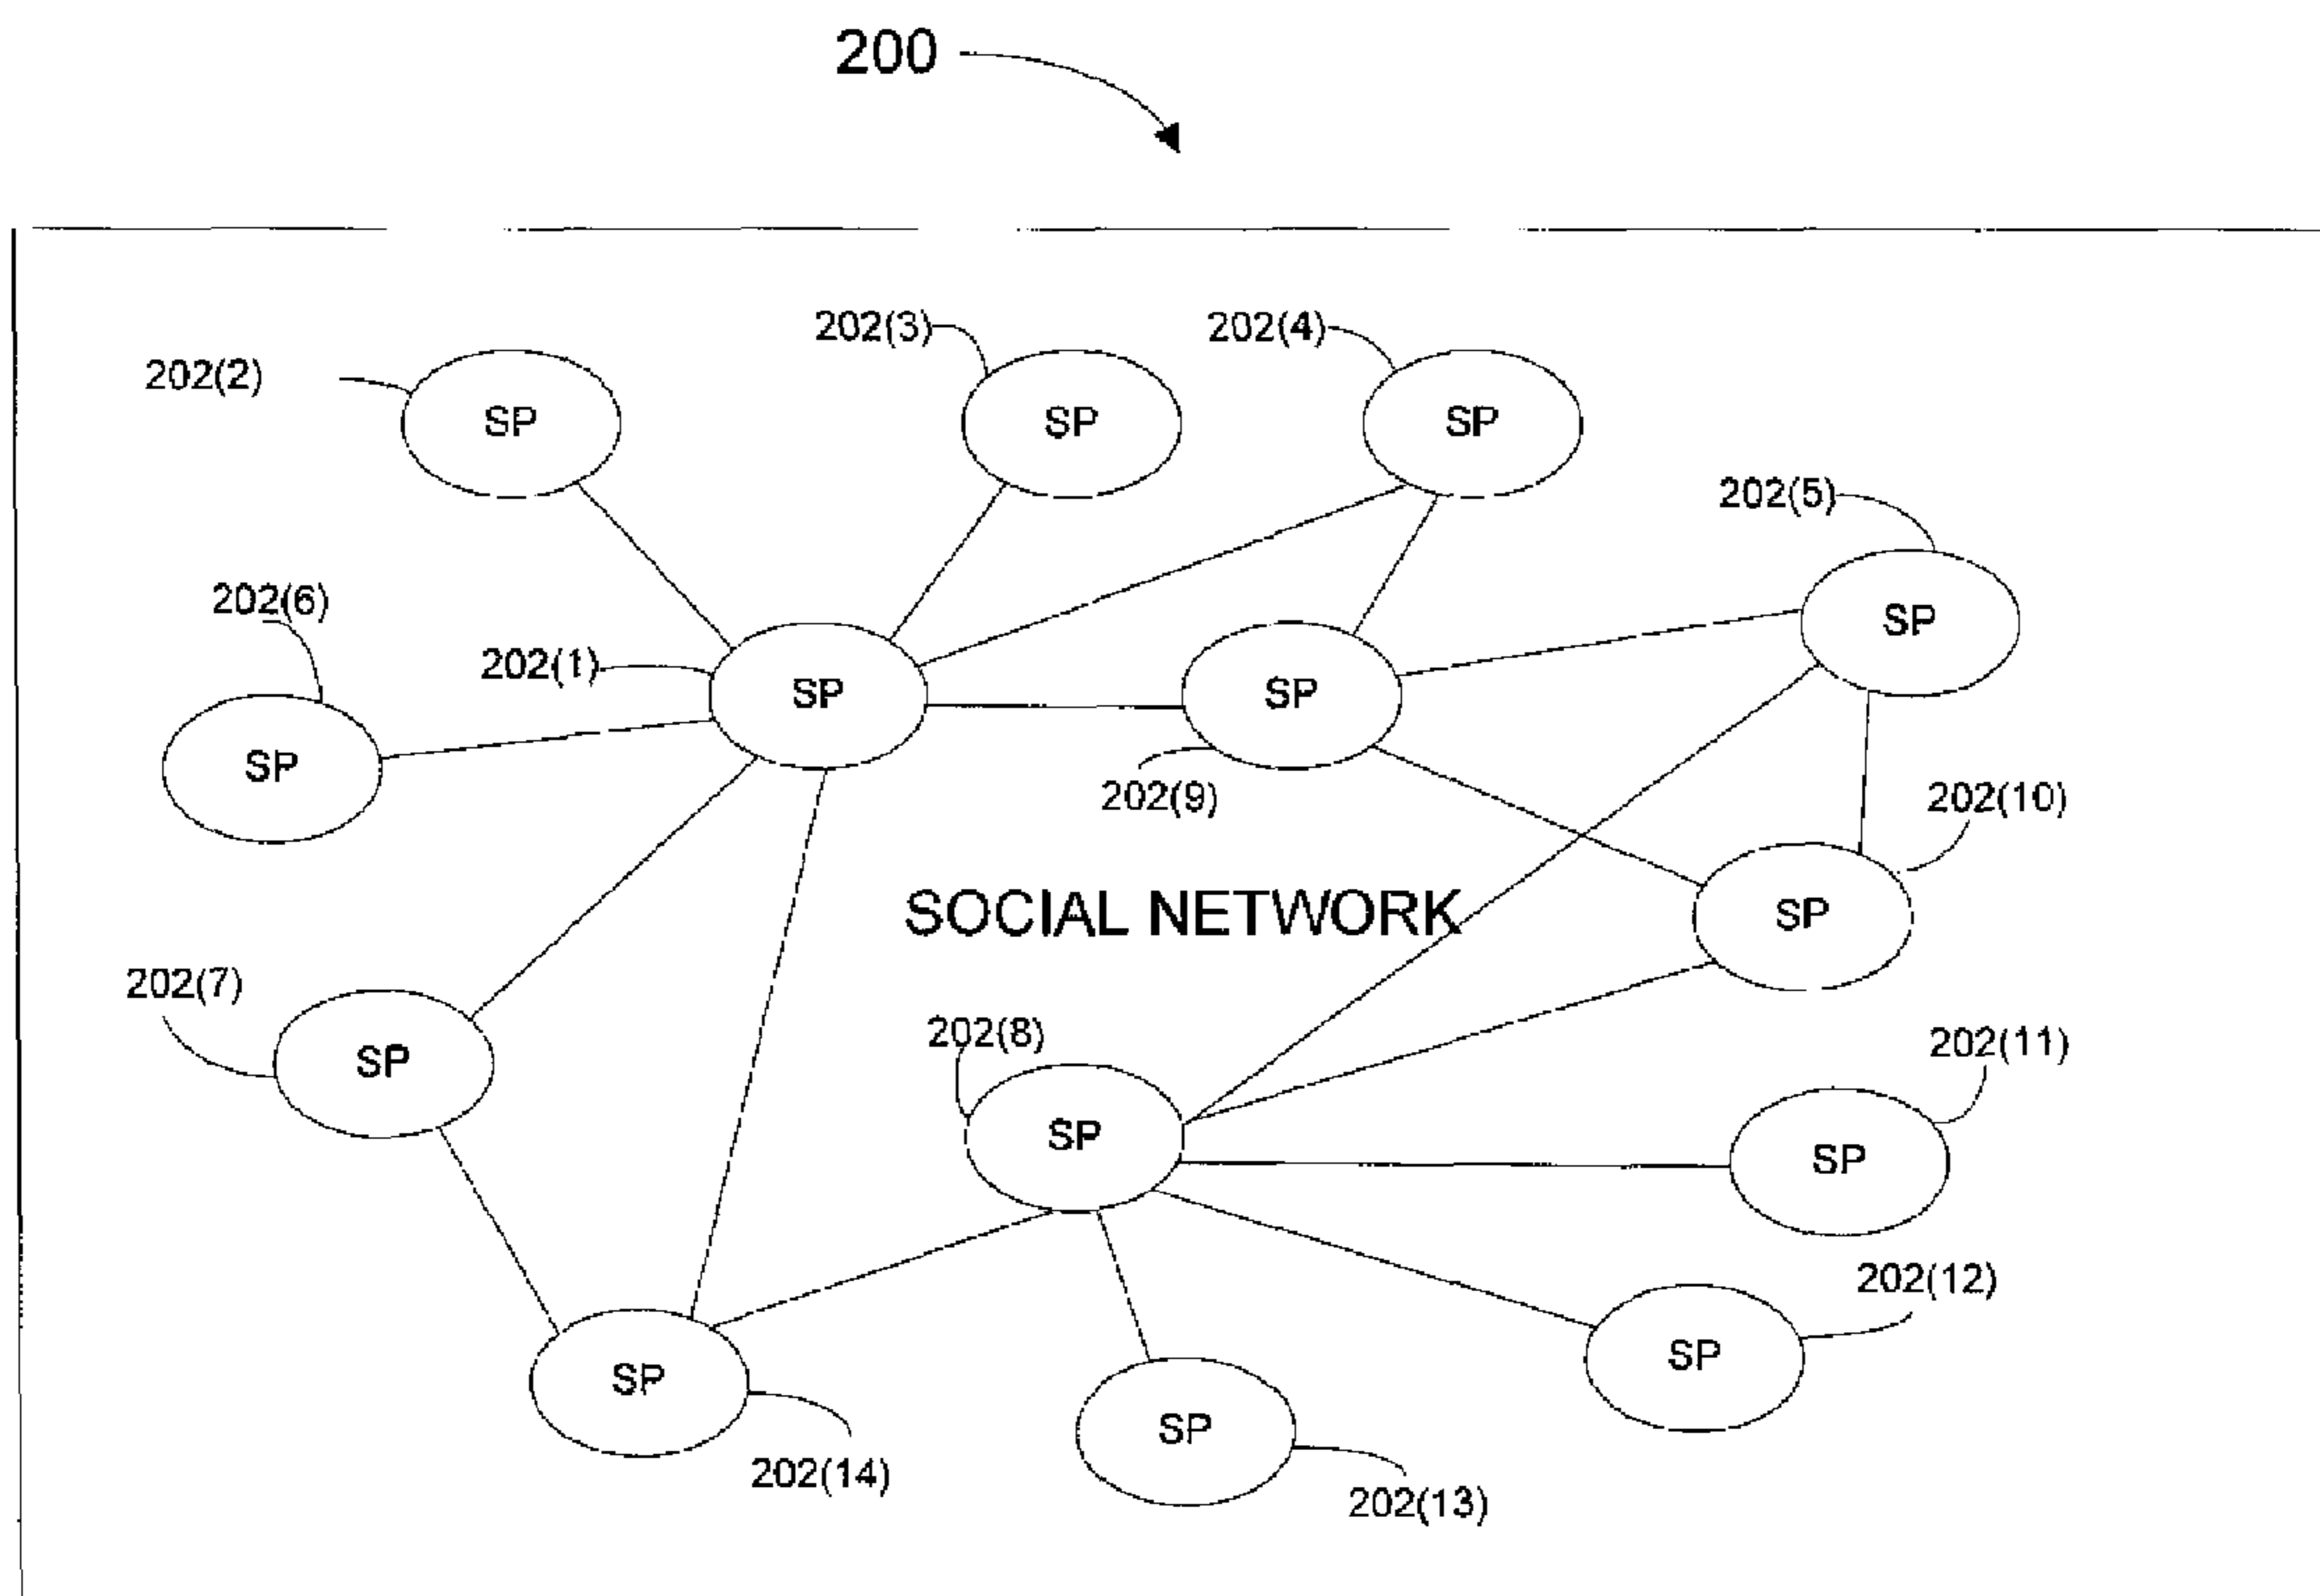 200
202(3)
202(4)
202(2)
SP
SP
SP
202(5)
202(6)
SP
202(1)
SP
SP
SP
202(9)
202(10)
SOCIAL NETWORK
SP
202(7)
202(8)
202(11)
SP
SP
SP
202(12)
SP
SP
SP
202(14)
202(13)